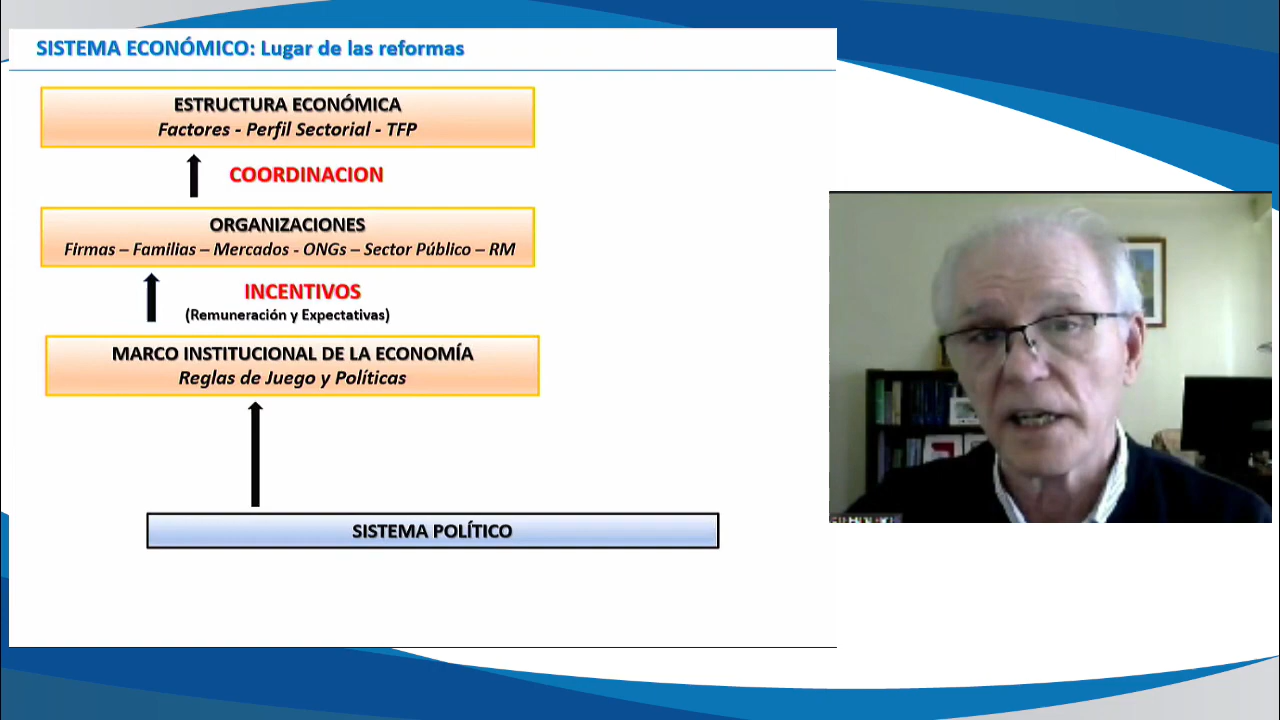 SISTEMA ECONÓMICO: Lugar de las reformas
ESTRUCTURA ECONÓMICA
Factores - Perfil Sectorial - TFP
COORDINACION
ORGANIZACIONES
Firmas – Familias – Mercados - ONGs – Sector Público – RM
INCENTIVOS
(Remuneración y Expectativas)
MARCO INSTITUCIONAL DE LA ECONOMÍA
Reglas de Juego y Políticas
SISTEMA POLÍTICO